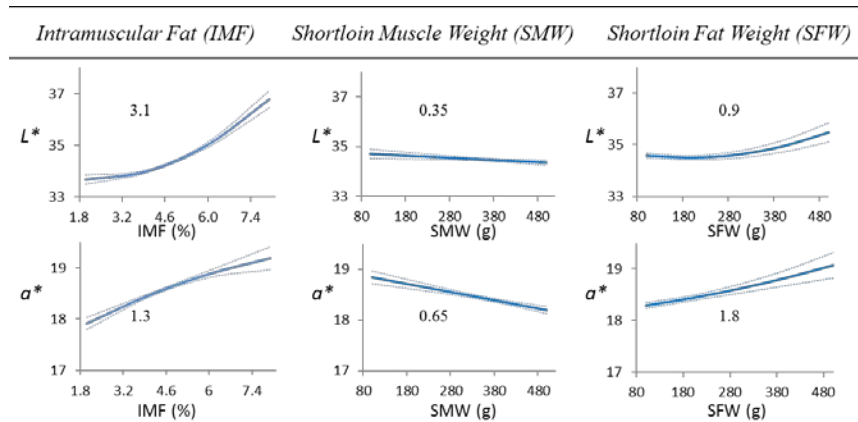 Intramuscular Fat (IMF) Shortloin Muscle Weight (SMW) Shortloin Fat Weight (SFW)
37 37 37
3.1 0.35 0.9
L* L* L*
35 35 35
33 33 33
1.8 3.2 4.6 6.0 7.4 80 180 280 380 480 80 180 280 380 480
IMF (%) SMW (g) SFW (g)
19 19 19
a* a* a*
18 18 18
1.3 0.65 1.8
17 17 17
1.8 3.2 4.6 6.0 7.4 80 180 280 380 480 80 180 280 380 480
IMF (%) SMW (g) SFW (g)